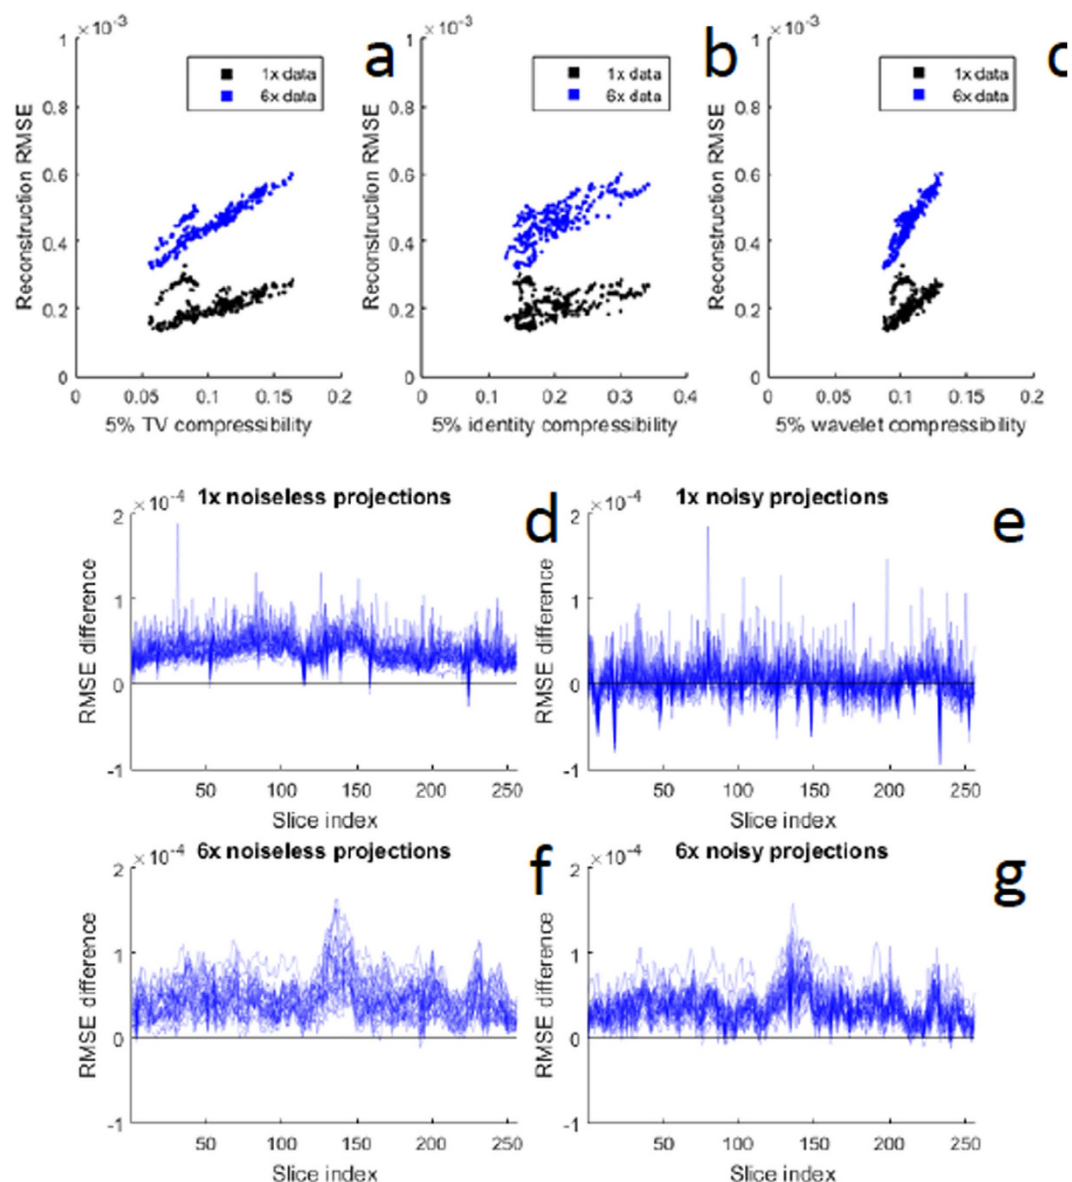 ×10⁻³ a ×10⁻³ b ×10⁻³ c
1 1 1
1x data 1x data 1x data
6x data 6x data 6x data
0.8 0.8 0.8
0.6 0.6 0.6
0.4 0.4 0.4
0.2 0.2 0.2
0 0 0
Reconstruction RMSE Reconstruction RMSE Reconstruction RMSE
0 0.05 0.1 0.15 0.2 0 0.1 0.2 0.3 0.4 0 0.05 0.1 0.15 0.2
5% TV compressibility 5% identity compressibility 5% wavelet compressibility
×10⁻⁴ 1x noiseless projections d ×10⁻⁴ 1x noisy projections e
2 2
1 1
0 0
-1 -1
RMSE difference RMSE difference
50 100 150 200 250 50 100 150 200 250
Slice index Slice index
×10⁻⁴ 6x noiseless projections f ×10⁻⁴ 6x noisy projections g
2 2
1 1
0 0
-1 -1
RMSE difference RMSE difference
50 100 150 200 250 50 100 150 200 250
Slice index Slice index